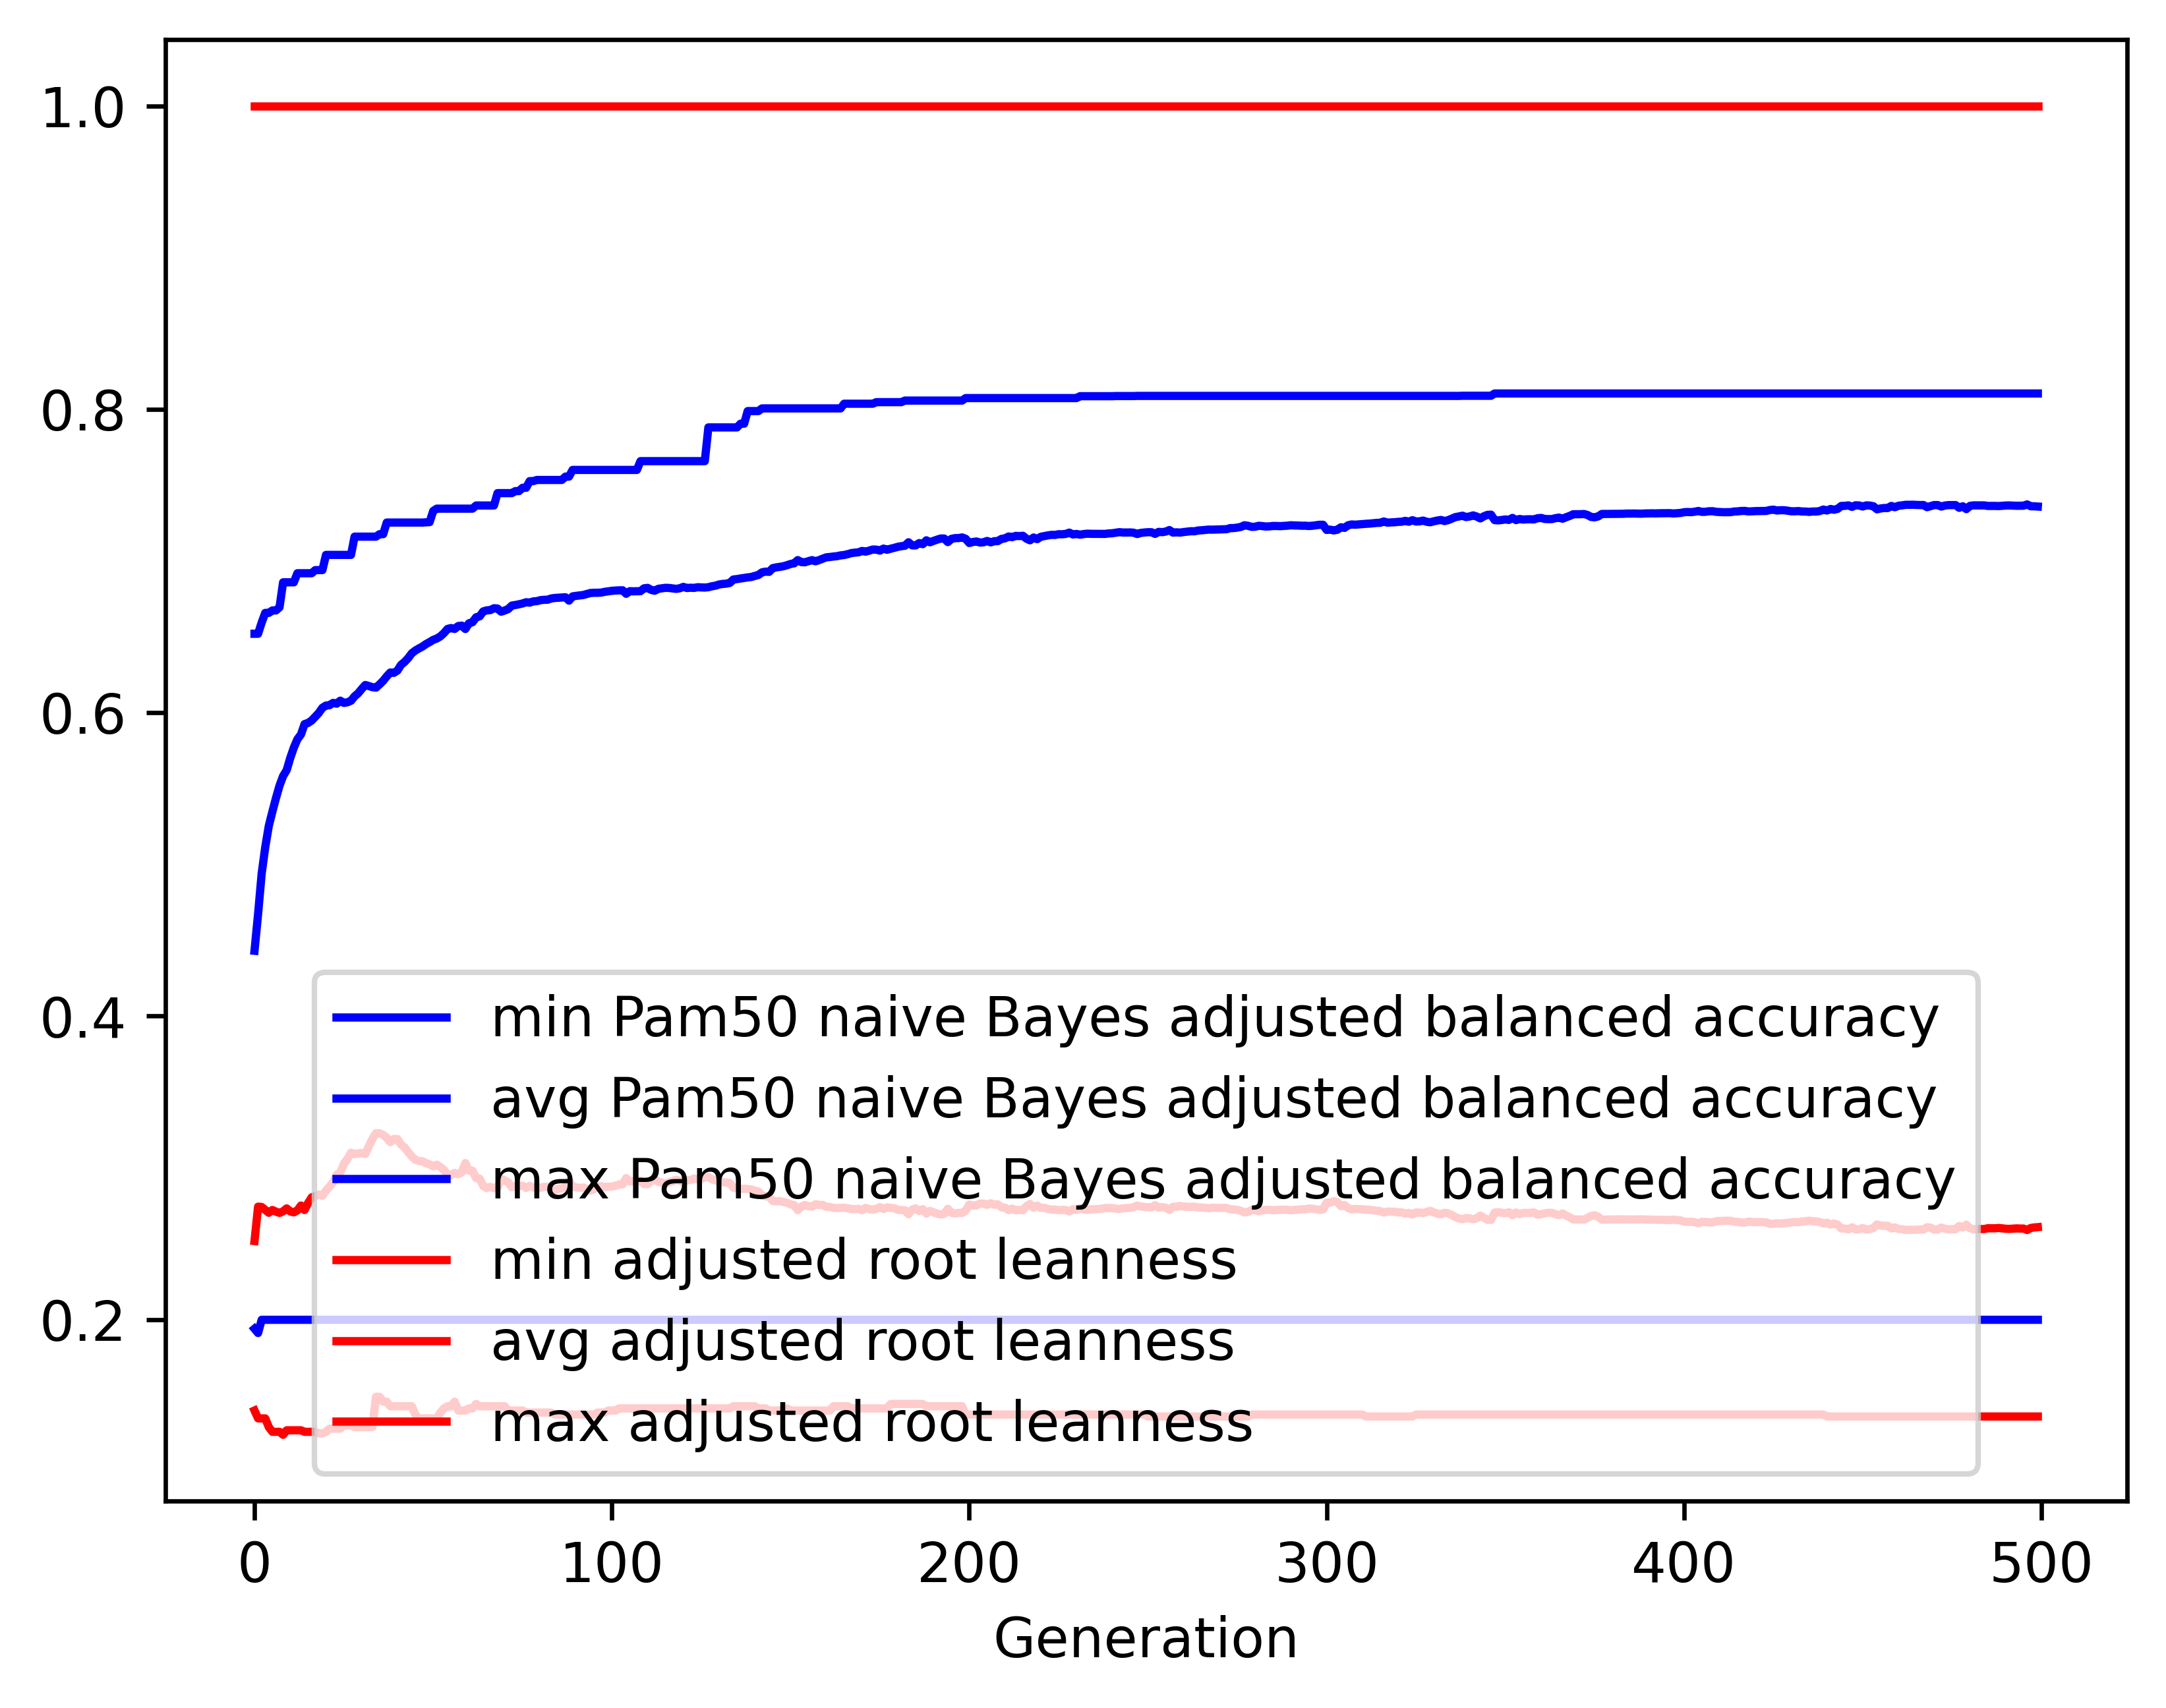 1.0
0.8
0.6
0.4
0.2
min Pam50 naive Bayes adjusted balanced accuracy
avg Pam50 naive Bayes adjusted balanced accuracy
max Pam50 naive Bayes adjusted balanced accuracy
min adjusted root leanness
avg adjusted root leanness
max adjusted root leanness
0 100 200 300 400 500
Generation